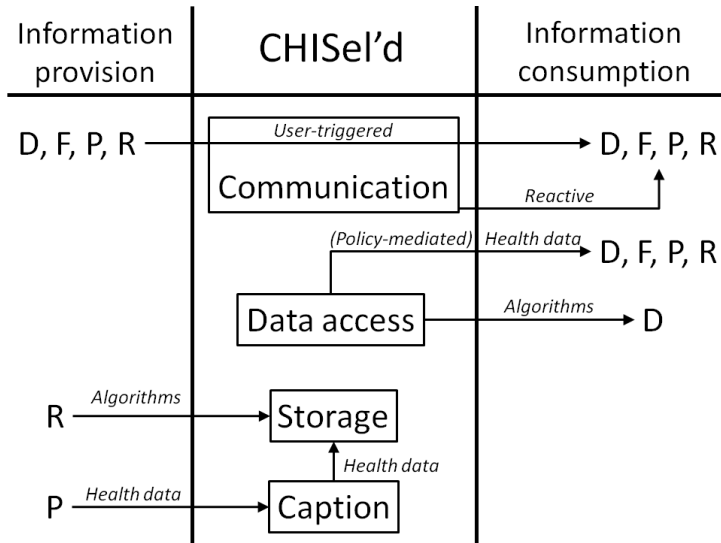 Information provision
CHISel’d
Information consumption
D, F, P, R
User-triggered
D, F, P, R
Communication
Reactive
(Policy-mediated)
Health data
D, F, P, R
Data access
Algorithms
D
R
Algorithms
Storage
Health data
P
Health data
Caption